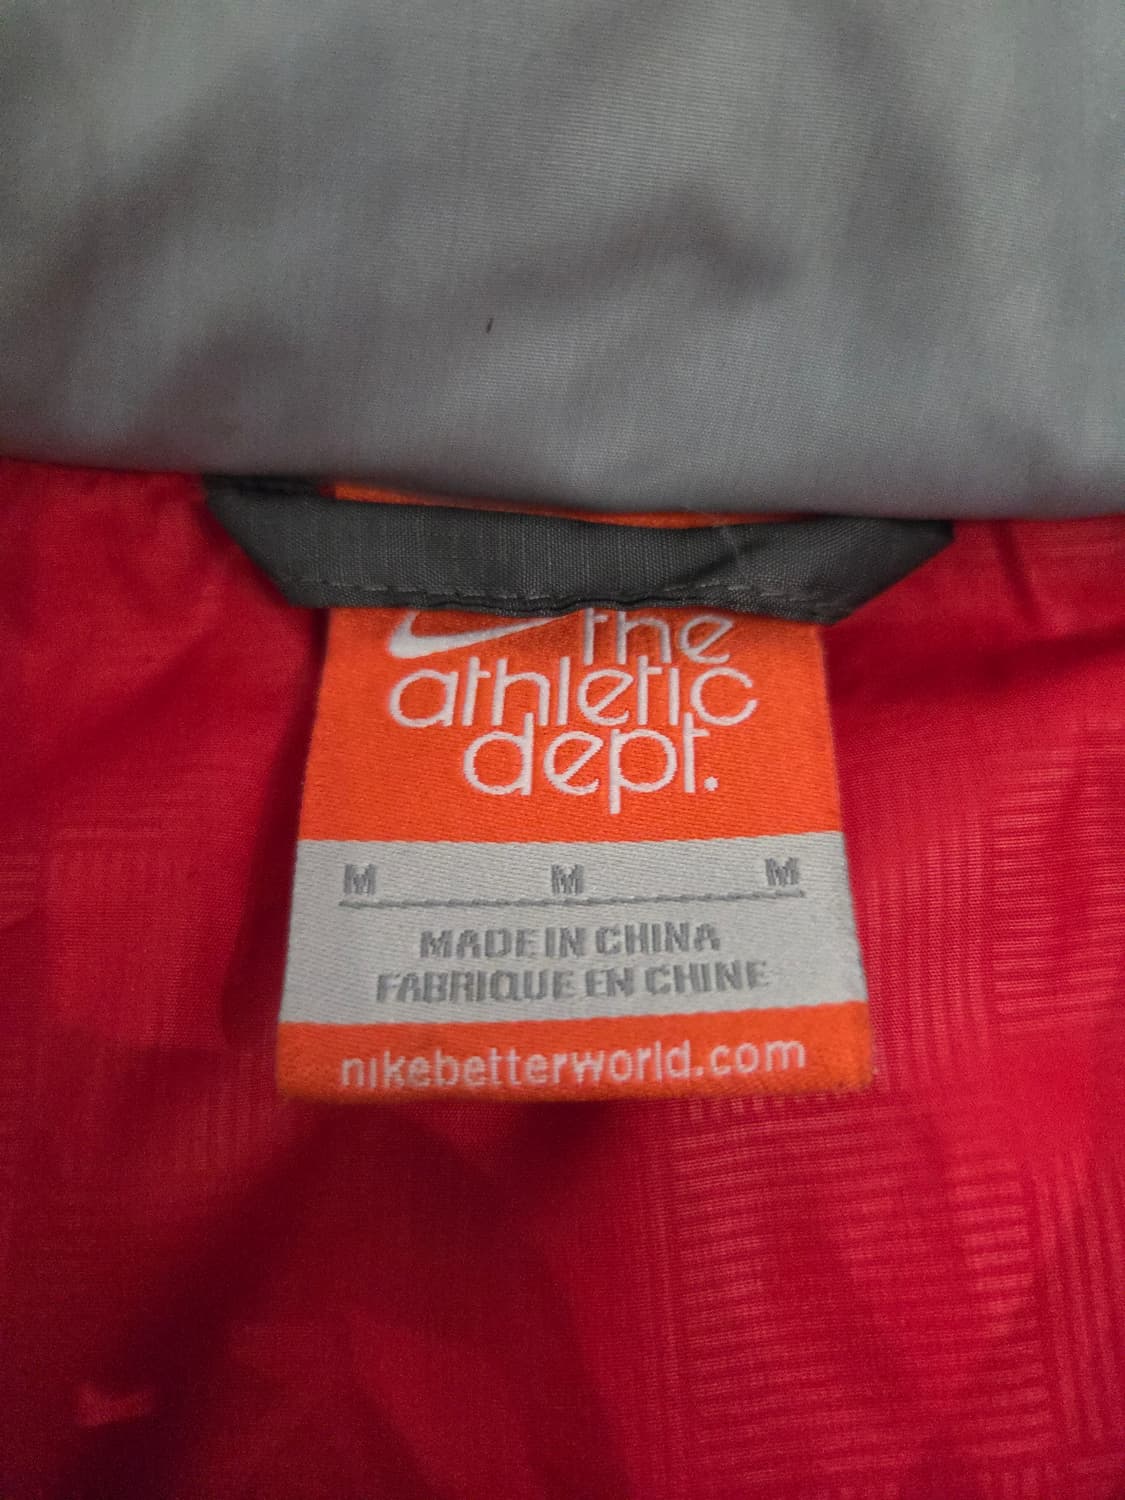 the
athletic
dept.
M M M
MADE IN CHINA
FABRIQUE EN CHINE
nikebetterworld.com